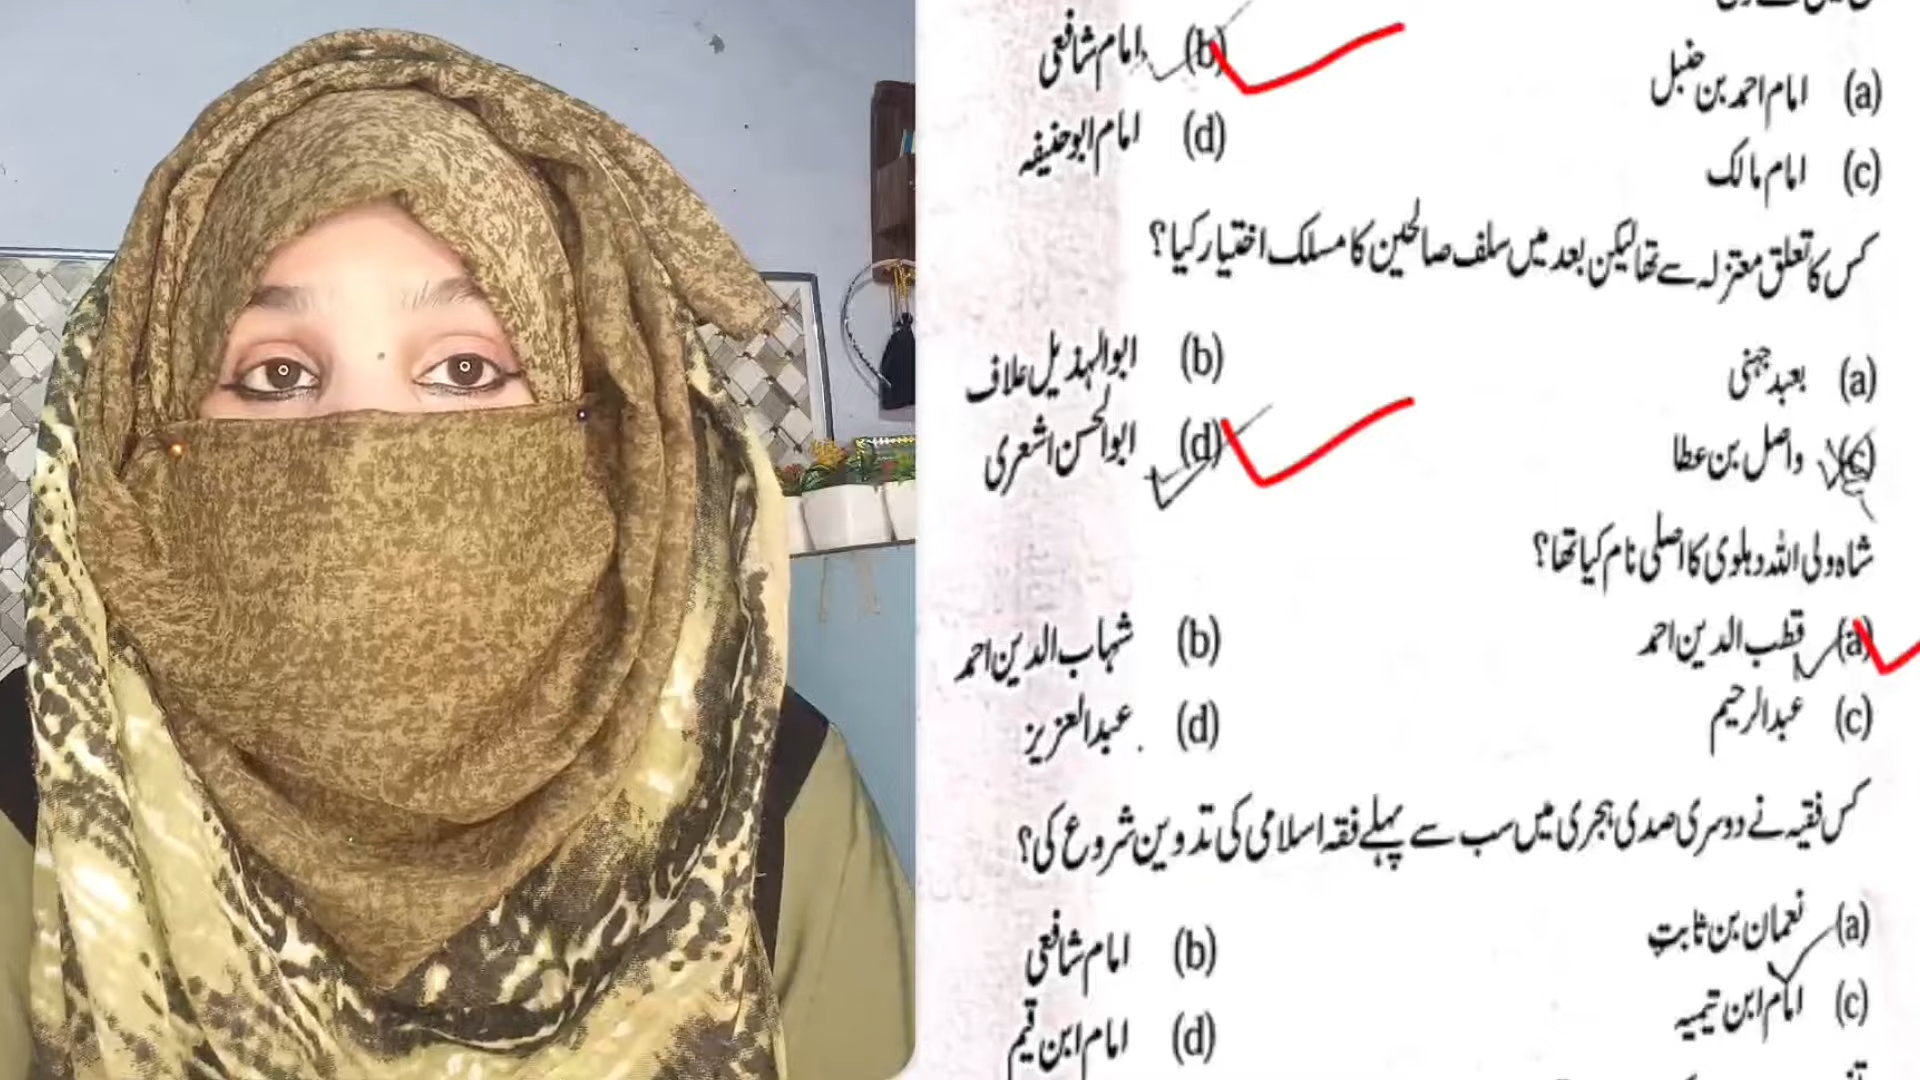 (a) امام احمد بن حنبل (b) امام شافعی
(c) امام مالک (d) امام ابوحنیفہ
کس کا تعلق معتزلہ سے تھا لیکن بعد میں سلف صالحین کا مسلک اختیار کیا؟
(a) بعبد جہنی (b) ابوالہذیل علاف
(c) واصل بن عطا (d) ابوالحسن اشعری
شاہ ولی اللہ دہلوی کا اصلی نام کیا تھا؟
(a) قطب الدین احمد (b) شہاب الدین احمد
(c) عبدالرحیم (d) عبدالعزیز
کس فقیہ نے دوسری صدی ہجری میں سب سے پہلے فقہ اسلامی کی تدوین شروع کی؟
(a) نعمان بن ثابت (b) امام شافعی
(c) امام ابن تیمیہ (d) امام ابن قیم